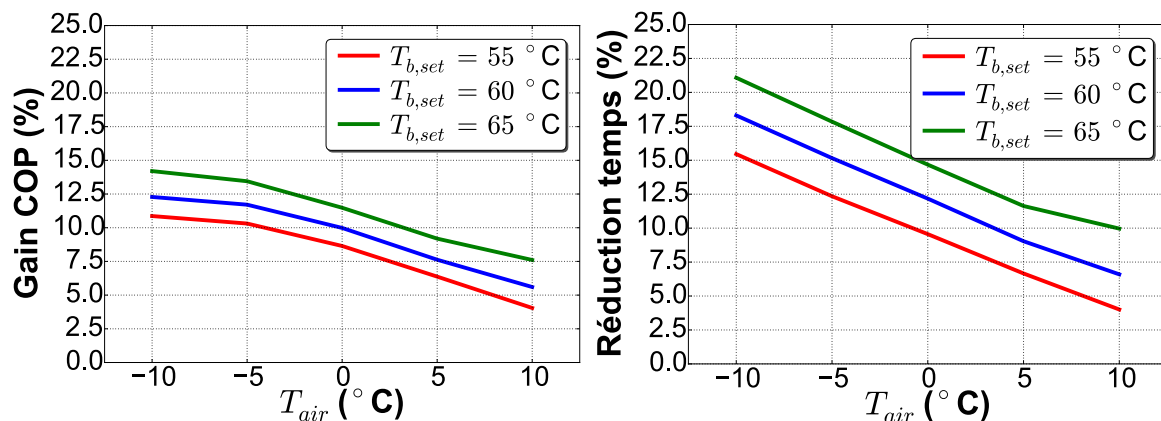 Gain COP (%)
25.0
22.5
20.0
17.5
15.0
12.5
10.0
7.5
5.0
2.5
0.0
T_{b,set} = 55 °C
T_{b,set} = 60 °C
T_{b,set} = 65 °C
−10 −5 0 5 10
T_{air} (°C)
Réduction temps (%)
25.0
22.5
20.0
17.5
15.0
12.5
10.0
7.5
5.0
2.5
0.0
T_{b,set} = 55 °C
T_{b,set} = 60 °C
T_{b,set} = 65 °C
−10 −5 0 5 10
T_{air} (°C)